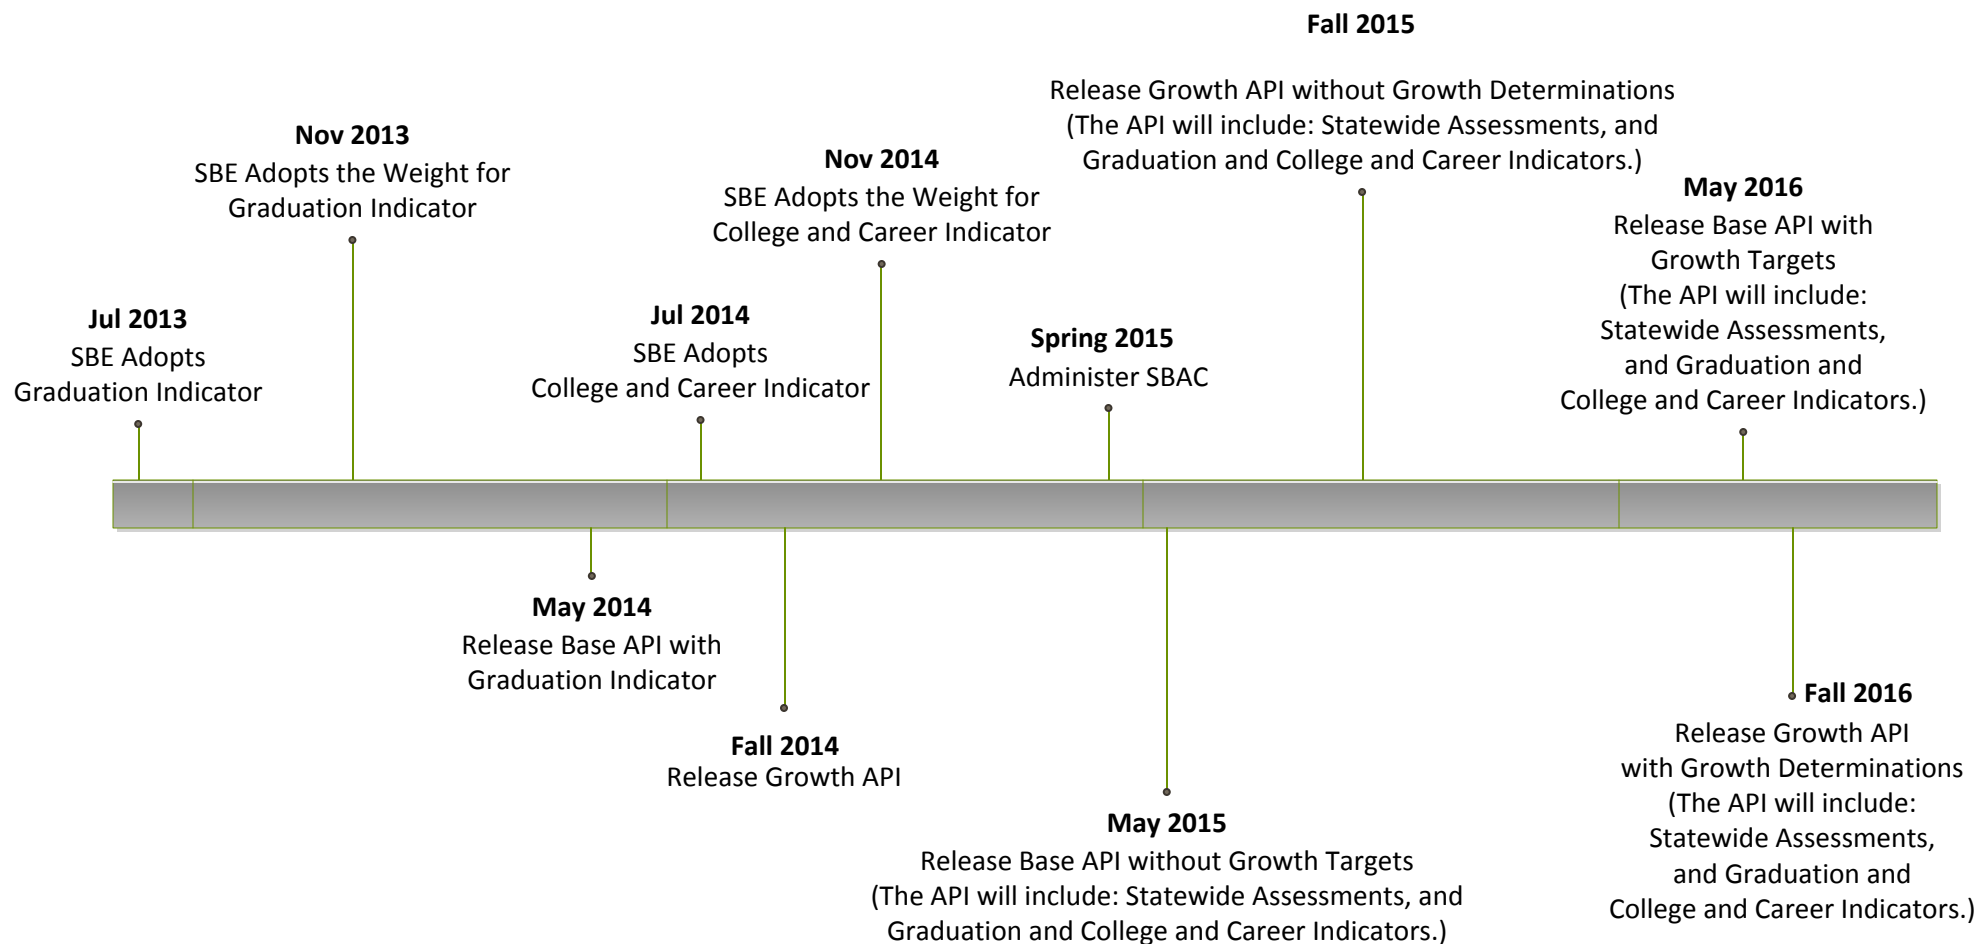 Jul 2013
SBE Adopts
Graduation Indicator
Nov 2013
SBE Adopts the Weight for
Graduation Indicator
May 2014
Release Base API with
Graduation Indicator
Jul 2014
SBE Adopts
College and Career Indicator
Fall 2014
Release Growth API
Nov 2014
SBE Adopts the Weight for
College and Career Indicator
Spring 2015
Administer SBAC
May 2015
Release Base API without Growth Targets
(The API will include: Statewide Assessments, and
Graduation and College and Career Indicators.)
Fall 2015
Release Growth API without Growth Determinations
(The API will include: Statewide Assessments, and
Graduation and College and Career Indicators.)
May 2016
Release Base API with
Growth Targets
(The API will include:
Statewide Assessments,
and Graduation and
College and Career Indicators.)
Fall 2016
Release Growth API
with Growth Determinations
(The API will include:
Statewide Assessments,
and Graduation and
College and Career Indicators.)